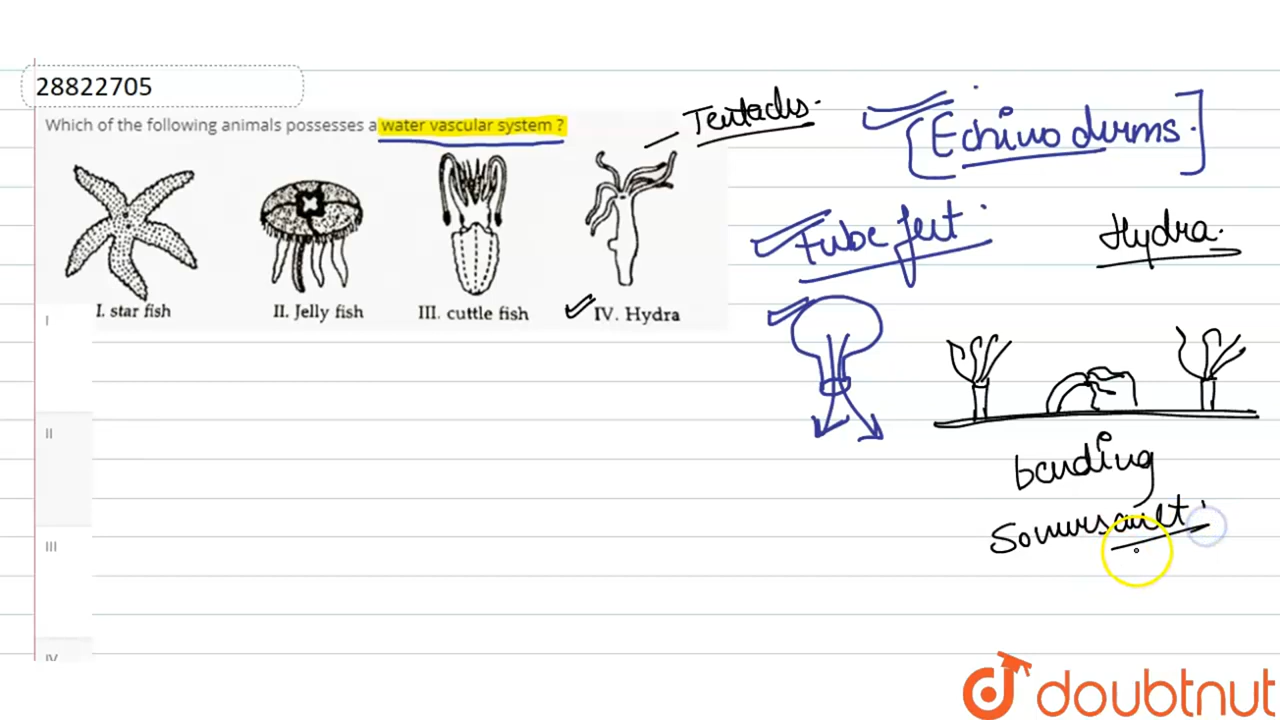 28822705
Which of the following animals possesses a water vascular system ?
Tentacles.
[Echinoderms.]
Tube feet.
Hydra.
I. star fish
II. Jelly fish
III. cuttle fish
IV. Hydra
I
II
III
IV
bending
Somersault.
doubtnut